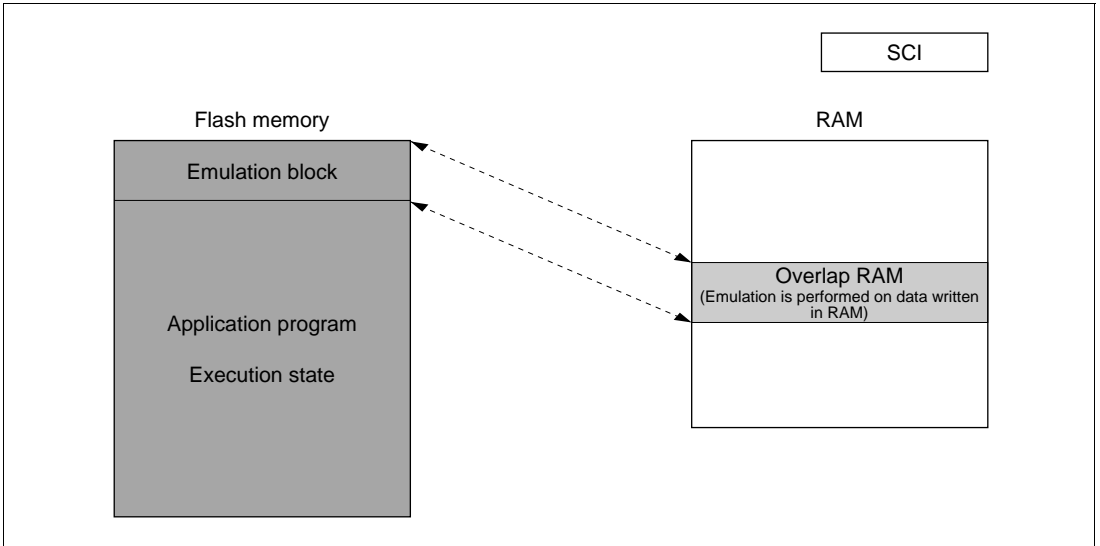 SCI
Flash memory
RAM
Emulation block
Overlap RAM
(Emulation is performed on data written
in RAM)
Application program
Execution state